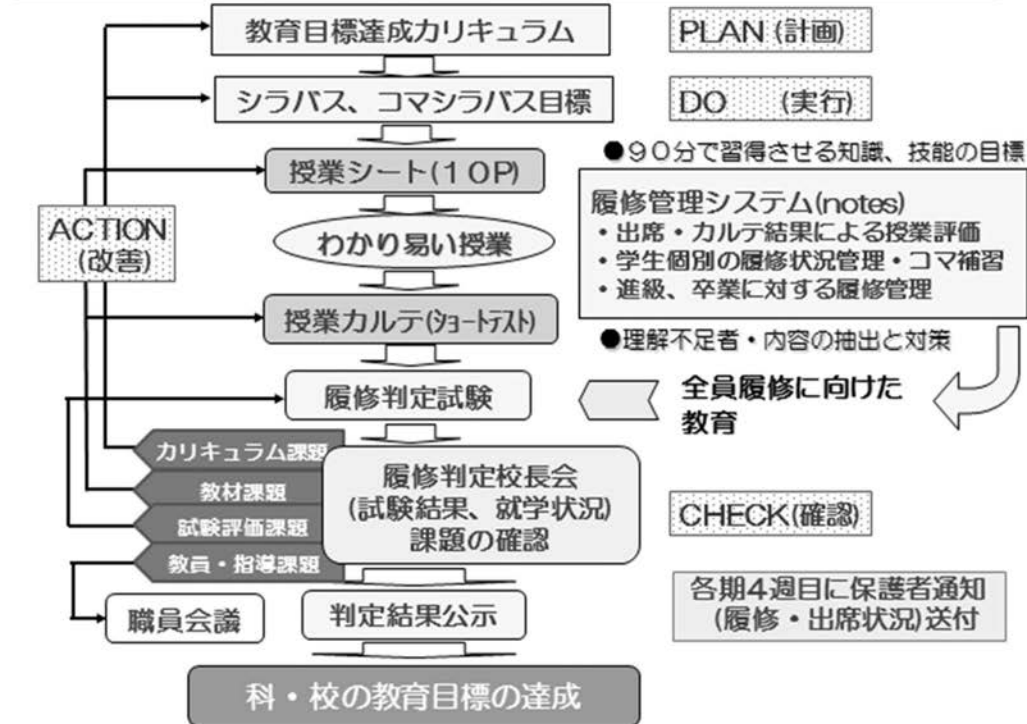 教育目標達成カリキュラム
PLAN (計画)
シラバス、コマシラバス目標
DO (実行)
●90分で習得させる知識、技能の目標
授業シート(10P)
履修管理システム(notes)
・出席・カルテ結果による授業評価
・学生個別の履修状況管理・コマ補習
・進級、卒業に対する履修管理
ACTION
(改善)
わかり易い授業
授業カルテ(ショートテスト)
●理解不足者・内容の抽出と対策
履修判定試験
全員履修に向けた
教育
カリキュラム課題
教材課題
試験評価課題
教員・指導課題
履修判定校長会
(試験結果、就学状況)
課題の確認
CHECK(確認)
職員会議
判定結果公示
各期4週目に保護者通知
(履修・出席状況)送付
科・校の教育目標の達成